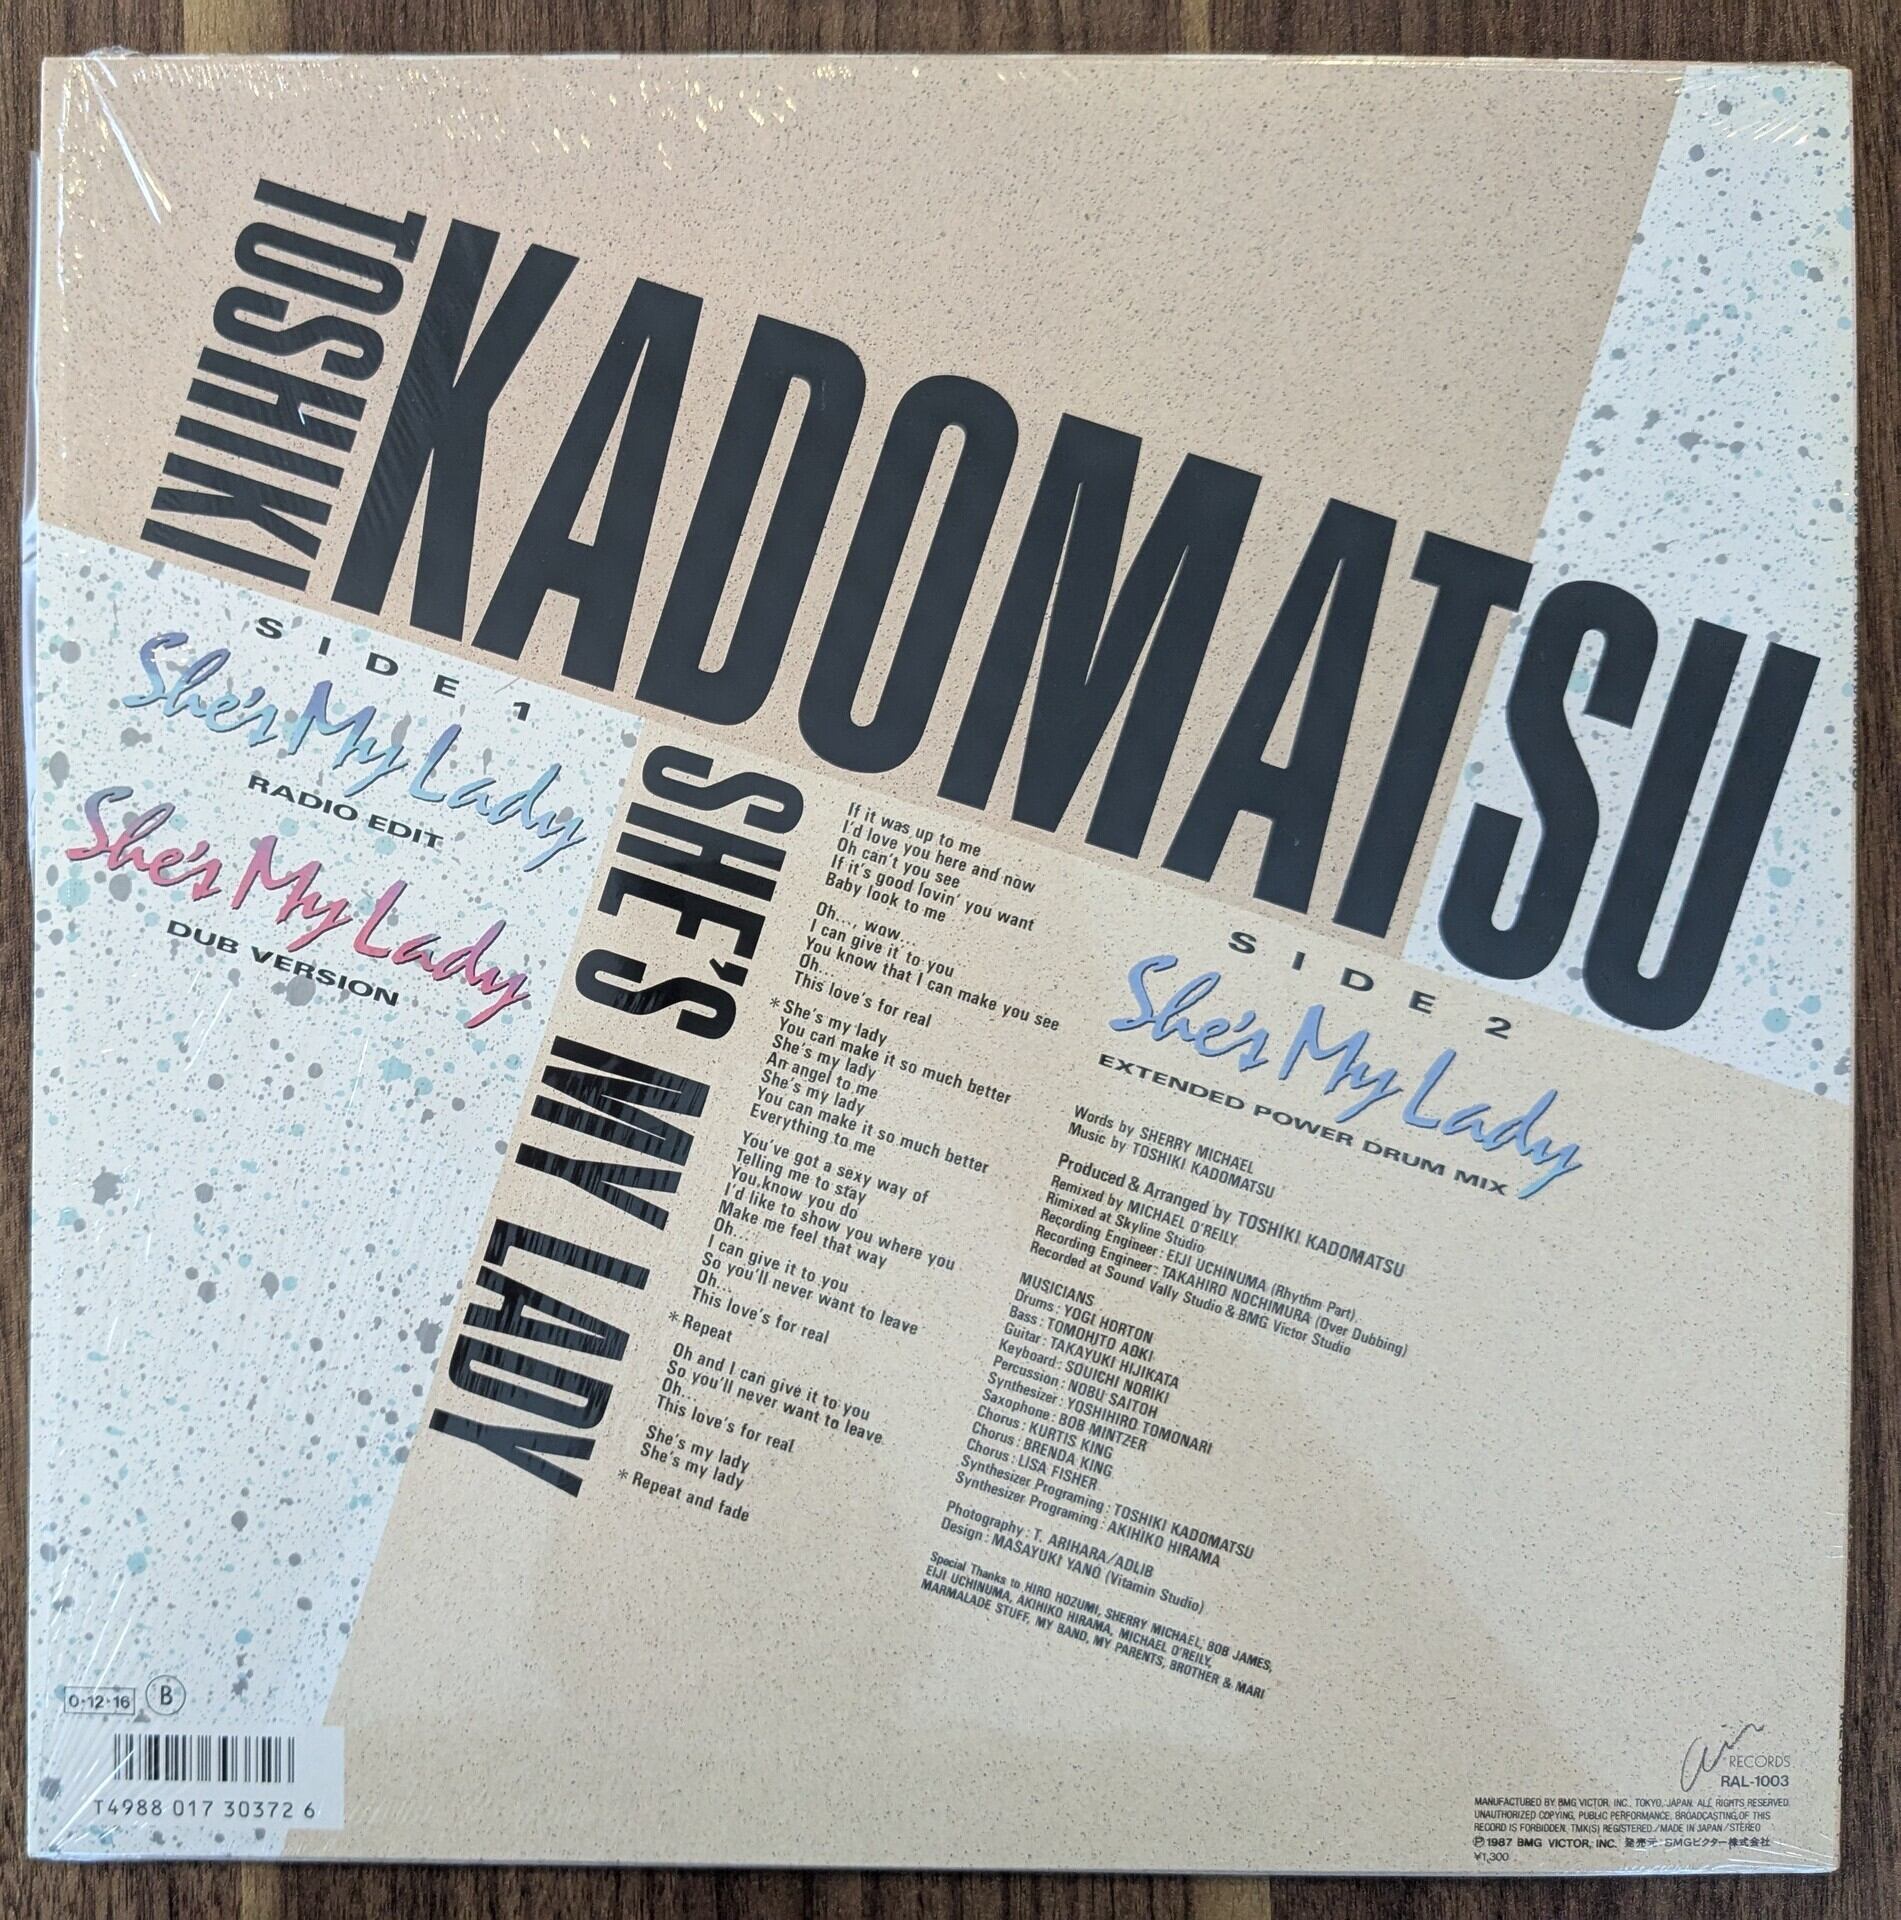 TOSHIKI
KADOMATSU
SIDE 1
She's My Lady
RADIO EDIT
She's My Lady
DUB VERSION
SHE'S MY LADY
If it was up to me
I'd love you here and now
Oh can't you see
If it's good lovin' you want
Baby look to me
Oh..., wow...
I can give it to you
You know that I can make you see
Oh...
This love's for real
* She's my lady
You can make it so much better
She's my lady
An angel to me
She's my lady
You can make it so much better
Everything to me
You've got a sexy way of
Telling me to stay
You know you do
I'd like to show you where you
Make me feel that way
Oh...
I can give it to you
So you'll never want to leave
Oh...
This love's for real
* Repeat
Oh and I can give it to you
So you'll never want to leave
Oh...
This love's for real
She's my lady
She's my lady
* Repeat and fade
SIDE 2
She's My Lady
EXTENDED POWER DRUM MIX
Words by SHERRY MICHAEL
Music by TOSHIKI KADOMATSU
Produced & Arranged by TOSHIKI KADOMATSU
Remixed by MICHAEL O'REILY
Rimixed at Skyline Studio
Recording Engineer : EIJI UCHINUMA (Rhythm Part)
Recording Engineer : TAKAHIRO NOCHIMURA (Over Dubbing)
Recorded at Sound Vally Studio & BMG Victor Studio
MUSICIANS
Drums : YOGI HORTON
Bass : TOMOHITO AOKI
Guitar : TAKAYUKI HIJIKATA
Keyboard : SOUICHI NORIKI
Percussion : NOBU SAITOH
Synthesizer : YOSHIHIRO TOMONARI
Saxophone : BOB MINTZER
Chorus : KURTIS KING
Chorus : BRENDA KING
Chorus : LISA FISHER
Synthesizer Programing : TOSHIKI KADOMATSU
Synthesizer Programing : AKIHIKO HIRAMA
Photography : T. ARIHARA/ADLIB
Design : MASAYUKI YANO (Vitamin Studio)
Special Thanks to HIRO HOZUMI, SHERRY MICHAEL, BOB JAMES,
EIJI UCHINUMA, AKIHIKO HIRAMA, MICHAEL O'REILY,
MARMALADE STUFF, MY BAND, MY PARENTS, BROTHER & MARI
0·12·16 B
T4988 017 30372 6
Air RECORDS
RAL-1003
MANUFACTURED BY BMG VICTOR, INC., TOKYO, JAPAN. ALL RIGHTS RESERVED.
UNAUTHORIZED COPYING, PUBLIC PERFORMANCE, BROADCASTING OF THIS
RECORD IS FORBIDDEN. TMK(S) REGISTERED./MADE IN JAPAN/STEREO
Ⓟ1987 BMG VICTOR, INC. 発売元 BMGビクター株式会社
¥1,300